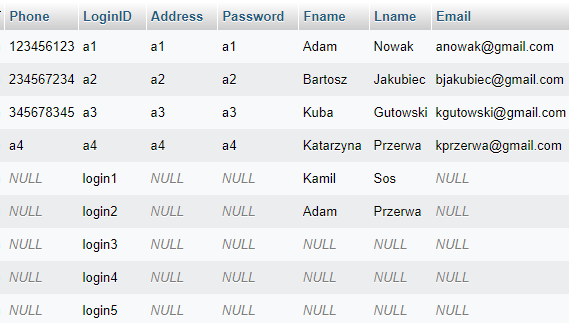 Phone LoginID Address Password Fname Lname Email
123456123 a1 a1 a1 Adam Nowak anowak@gmail.com
234567234 a2 a2 a2 Bartosz Jakubiec bjakubiec@gmail.com
345678345 a3 a3 a3 Kuba Gutowski kgutowski@gmail.com
a4 a4 a4 a4 Katarzyna Przerwa kprzerwa@gmail.com
NULL login1 NULL NULL Kamil Sos NULL
NULL login2 NULL NULL Adam Przerwa NULL
NULL login3 NULL NULL NULL NULL NULL
NULL login4 NULL NULL NULL NULL NULL
NULL login5 NULL NULL NULL NULL NULL